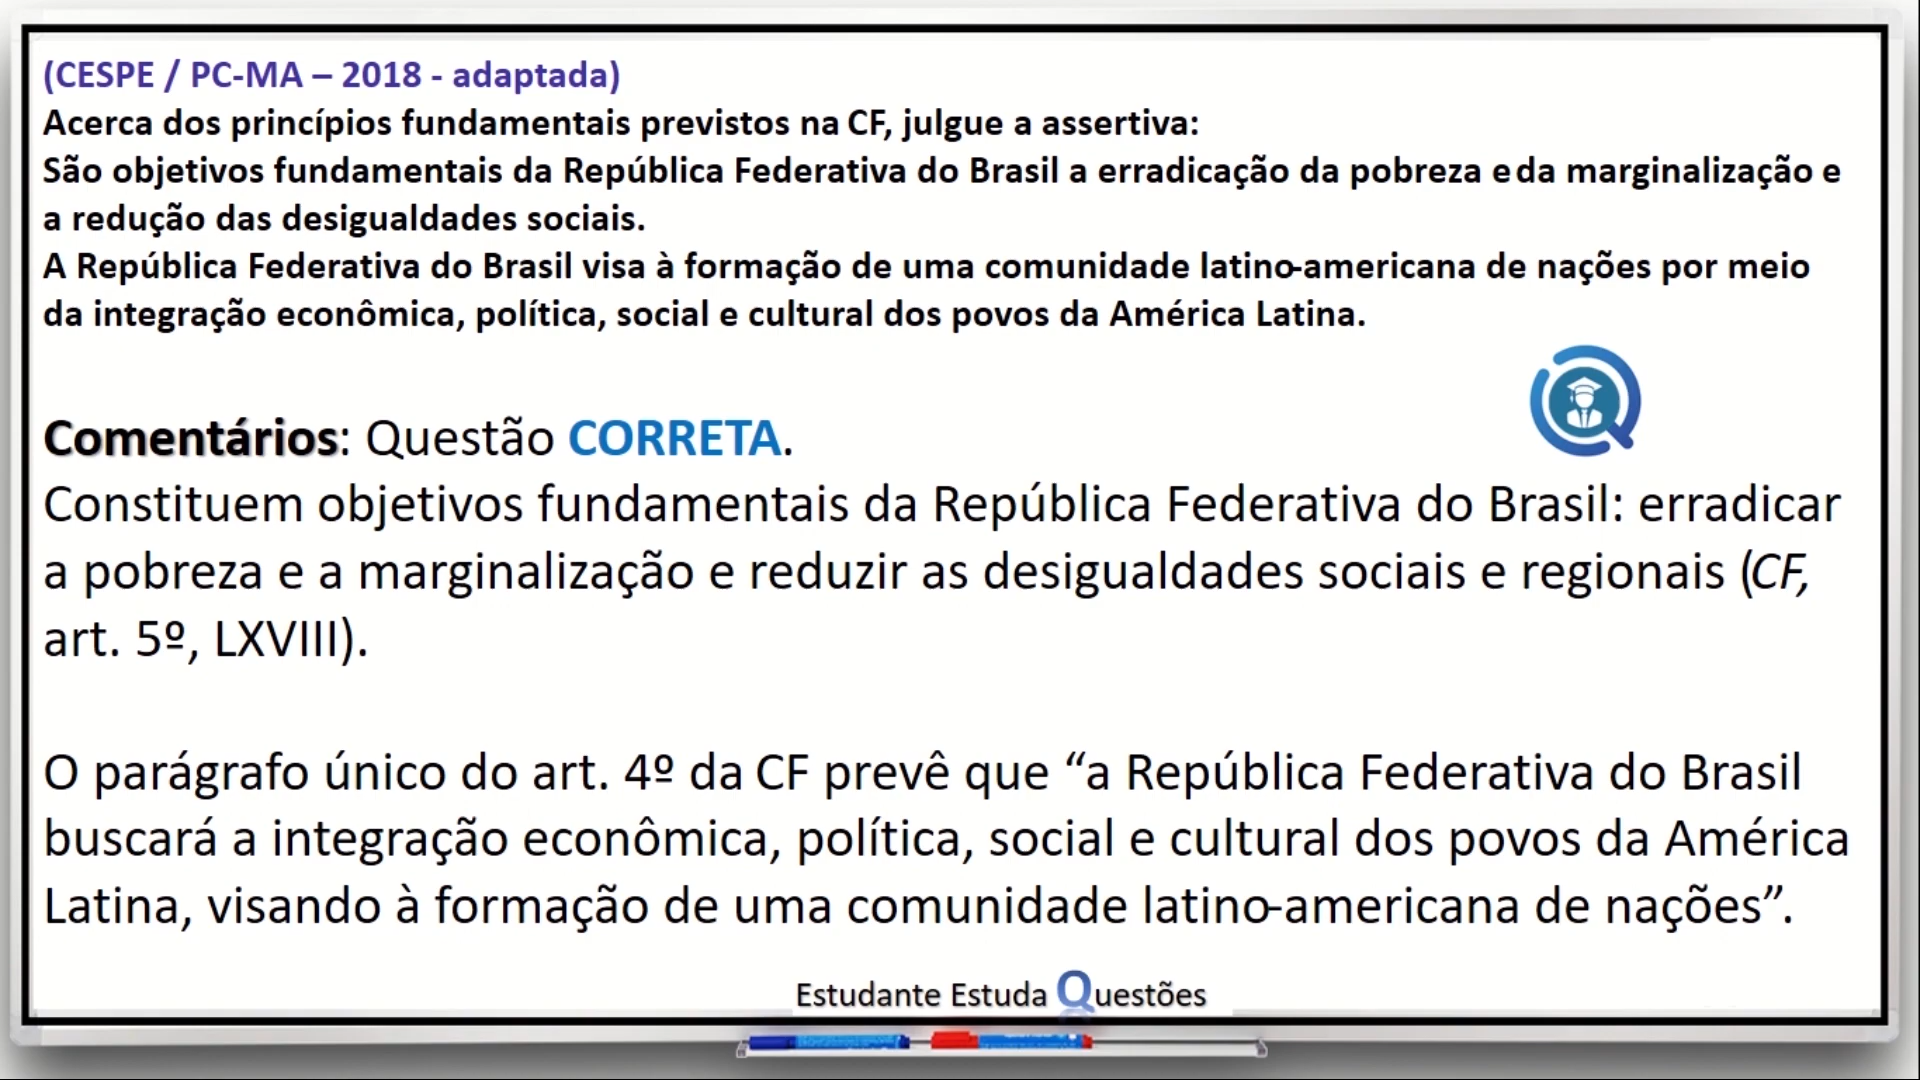 (CESPE / PC-MA – 2018 - adaptada)
Acerca dos princípios fundamentais previstos na CF, julgue a assertiva:
São objetivos fundamentais da República Federativa do Brasil a erradicação da pobreza e da marginalização e
a redução das desigualdades sociais.
A República Federativa do Brasil visa à formação de uma comunidade latino-americana de nações por meio
da integração econômica, política, social e cultural dos povos da América Latina.
Comentários: Questão CORRETA.
Constituem objetivos fundamentais da República Federativa do Brasil: erradicar
a pobreza e a marginalização e reduzir as desigualdades sociais e regionais (CF,
art. 5º, LXVIII).
O parágrafo único do art. 4º da CF prevê que “a República Federativa do Brasil
buscará a integração econômica, política, social e cultural dos povos da América
Latina, visando à formação de uma comunidade latino-americana de nações”.
Estudante Estuda Questões